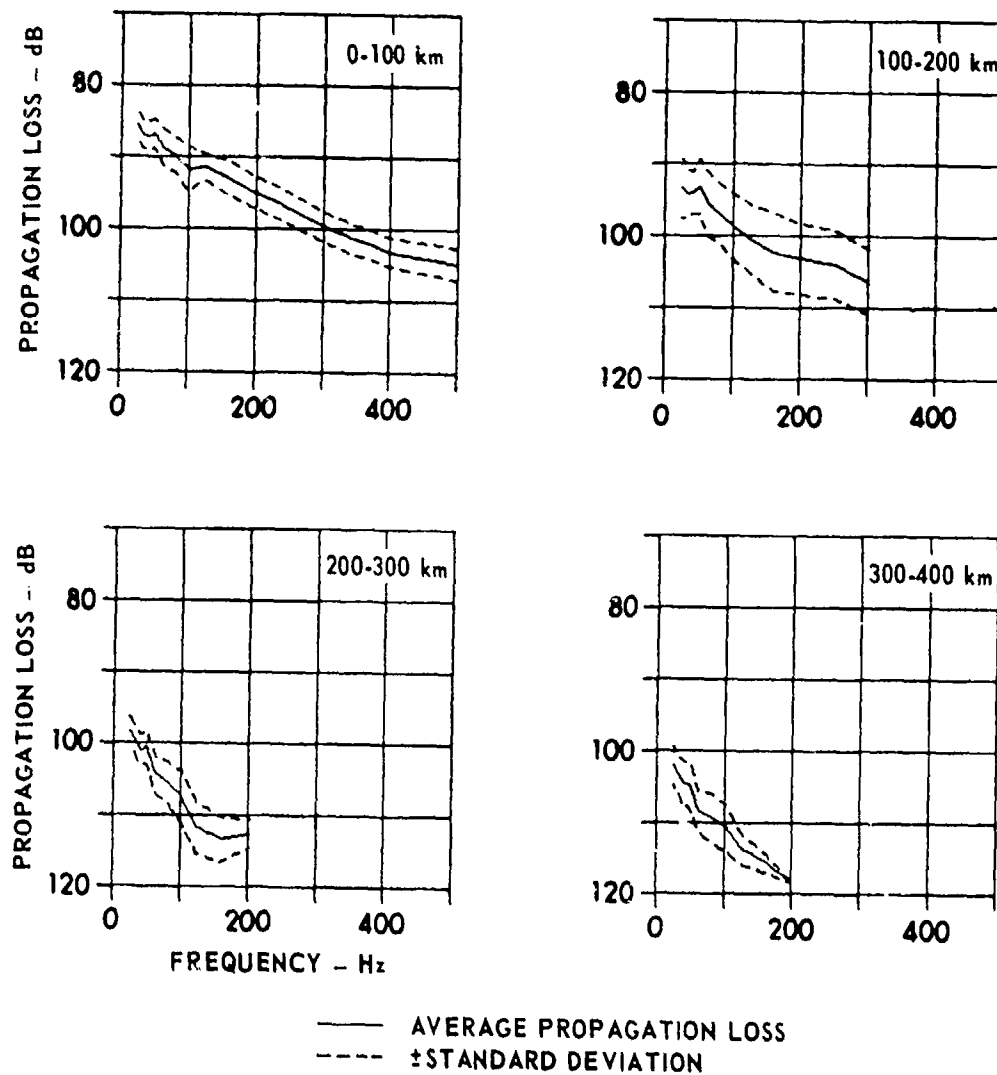 0-100 km
PROPAGATION LOSS - dB
80
100
120
0
200
400
100-200 km
80
100
120
0
200
400
200-300 km
PROPAGATION LOSS - dB
80
100
120
0
200
400
FREQUENCY - Hz
300-400 km
80
100
120
0
200
400
AVERAGE PROPAGATION LOSS
±STANDARD DEVIATION